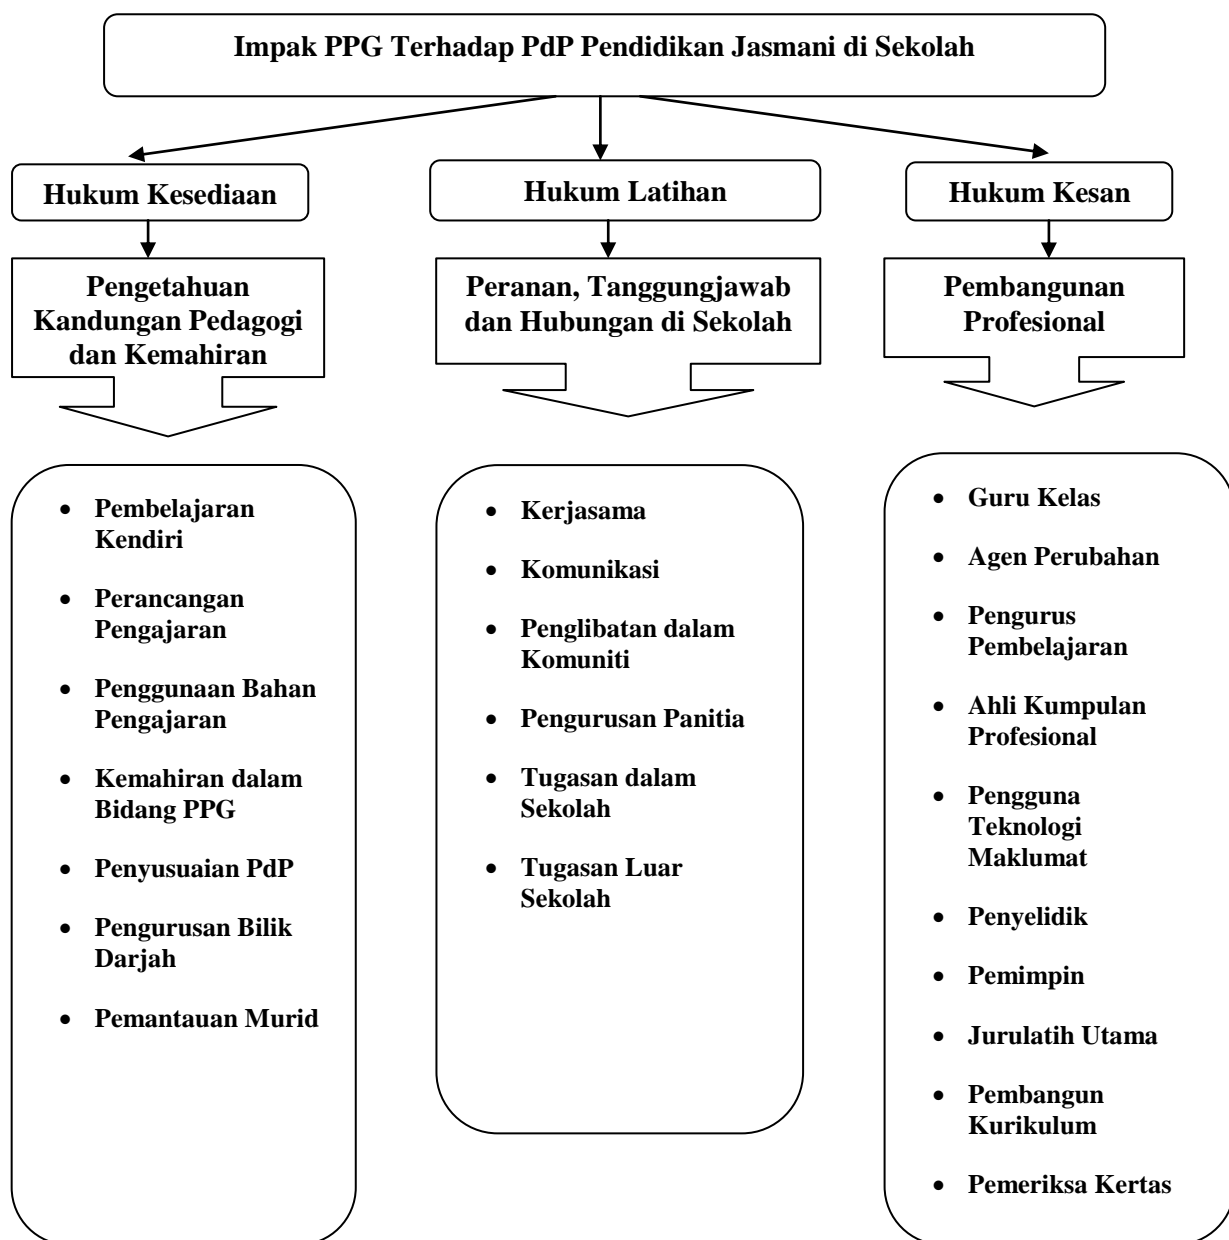 Impak PPG Terhadap PdP Pendidikan Jasmani di Sekolah
Hukum Kesediaan
Hukum Latihan
Hukum Kesan
Pengetahuan
Kandungan Pedagogi
dan Kemahiran
Peranan, Tanggungjawab
dan Hubungan di Sekolah
Pembangunan
Profesional
• Pembelajaran
Kendiri
• Perancangan
Pengajaran
• Penggunaan Bahan
Pengajaran
• Kemahiran dalam
Bidang PPG
• Penyusuaian PdP
• Pengurusan Bilik
Darjah
• Pemantauan Murid
• Kerjasama
• Komunikasi
• Penglibatan dalam
Komuniti
• Pengurusan Panitia
• Tugasan dalam
Sekolah
• Tugasan Luar
Sekolah
• Guru Kelas
• Agen Perubahan
• Pengurus
Pembelajaran
• Ahli Kumpulan
Profesional
• Pengguna
Teknologi
Maklumat
• Penyelidik
• Pemimpin
• Jurulatih Utama
• Pembangun
Kurikulum
• Pemeriksa Kertas